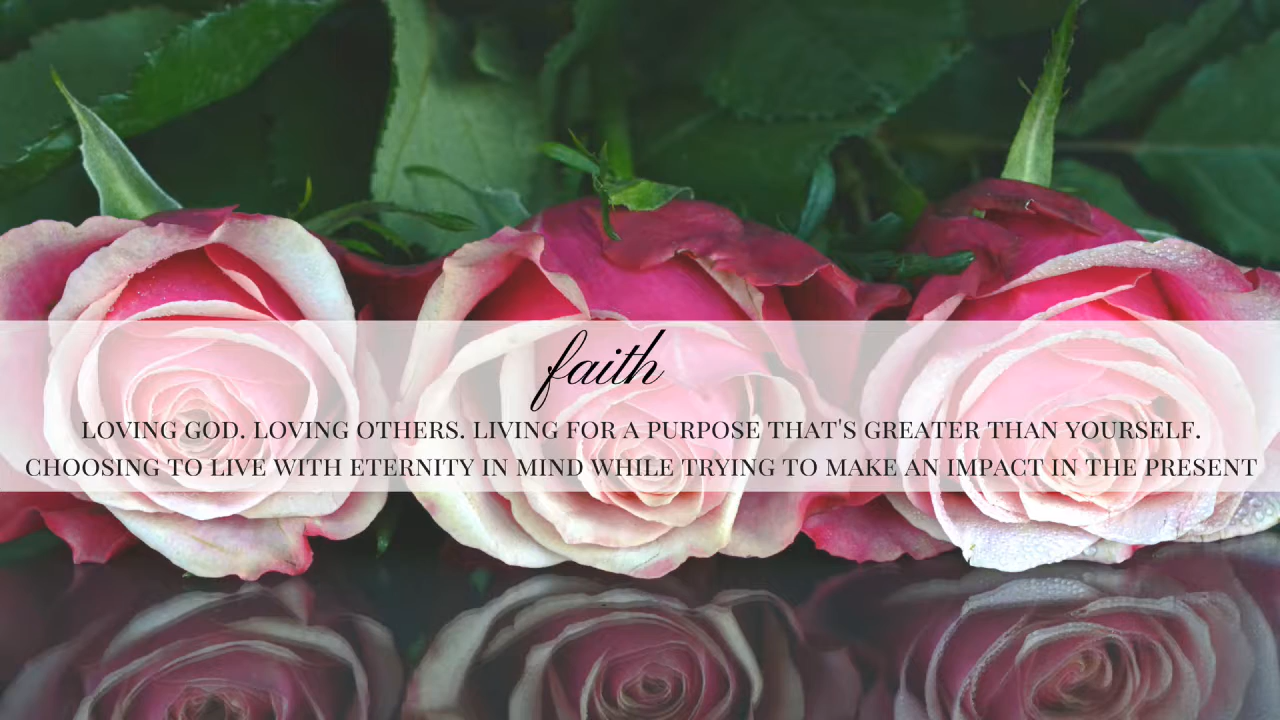 faith
LOVING GOD. LOVING OTHERS. LIVING FOR A PURPOSE THAT'S GREATER THAN YOURSELF.
CHOOSING TO LIVE WITH ETERNITY IN MIND WHILE TRYING TO MAKE AN IMPACT IN THE PRESENT